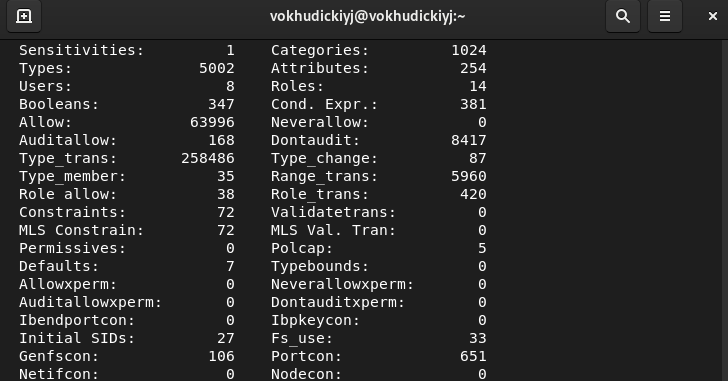 vokhudickiyj@vokhudickiyj:~
Sensitivities: 1 Categories: 1024
Types: 5002 Attributes: 254
Users: 8 Roles: 14
Booleans: 347 Cond. Expr.: 381
Allow: 63996 Neverallow: 0
Auditallow: 168 Dontaudit: 8417
Type_trans: 258486 Type_change: 87
Type_member: 35 Range_trans: 5960
Role allow: 38 Role_trans: 420
Constraints: 72 Validatetrans: 0
MLS Constrain: 72 MLS Val. Tran: 0
Permissives: 0 Polcap: 5
Defaults: 7 Typebounds: 0
Allowxperm: 0 Neverallowxperm: 0
Auditallowxperm: 0 Dontauditxperm: 0
Ibendportcon: 0 Ibpkeycon: 0
Initial SIDs: 27 Fs_use: 33
Genfscon: 106 Portcon: 651
Netifcon: 0 Nodecon: 0